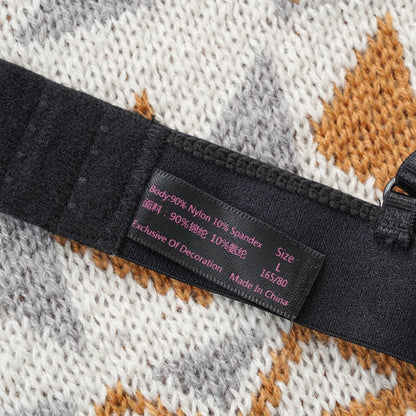 Body:90% Nylon 10% Spandex
面料：90%锦纶 10%氨纶
Exclusive Of Decoration
Size
L
165/80
Made In China